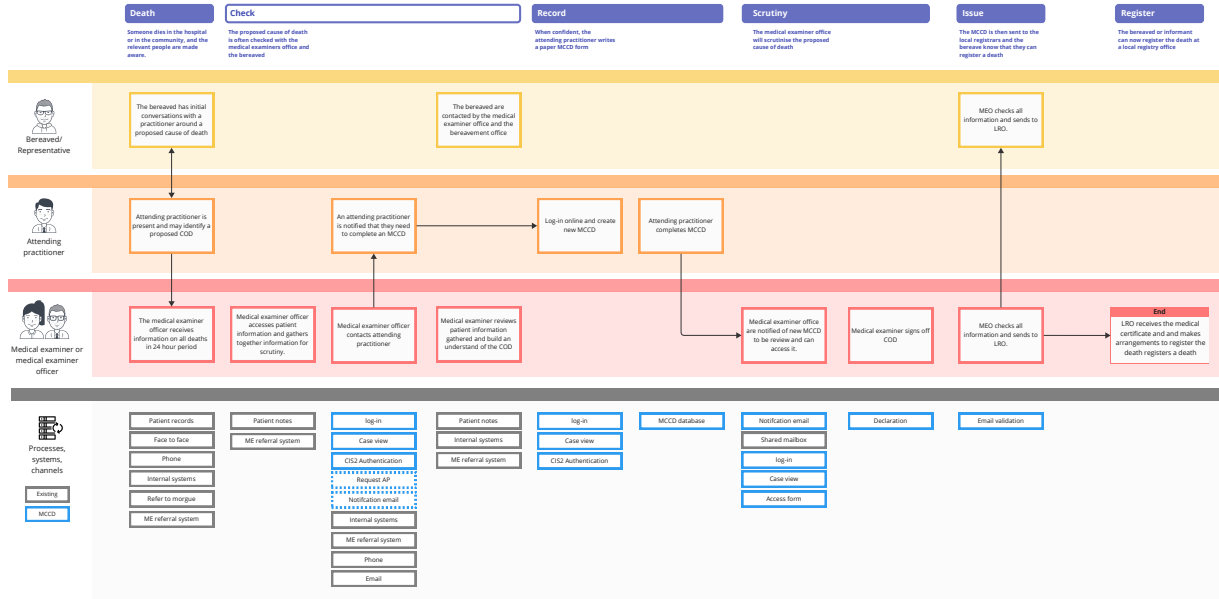 Death
Check
Record
Scrutiny
Issue
Register
Someone dies in the hospital
or in the community, and the
relevant people are made
aware.
The proposed cause of death
is often checked with the
medical examiners office and
the bereaved
When confident, the
attending practitioner writes
a paper MCCD form
The medical examiner office
will scrutinise the proposed
cause of death
The MCCD is then sent to the
local registrars and the
bereave know that they can
register a death
The bereaved or informant
can now register the death at
a local registry office
Bereaved/
Representative
The bereaved has initial
conversations with a
practitioner around a
proposed cause of death
The bereaved are
contacted by the medical
examiner office and the
bereavement office
MEO checks all
information and sends to
LRO.
Attending
practitioner
Attending practitioner is
present and may identify a
proposed COD
An attending practitioner
is notified that they need
to complete an MCCD
Log-in online and create
new MCCD
Attending practitioner
completes MCCD
Medical examiner or
medical examiner
officer
The medical examiner
officer receives
information on all deaths
in 24 hour period
Medical examiner officer
accesses patient
information and gathers
together information for
scrutiny.
Medical examiner officer
contacts attending
practitioner
Medical examiner reviews
patient information
gathered and build an
understand of the COD
Medical examiner office
are notified of new MCCD
to be review and can
access it.
Medical examiner signs off
COD
MEO checks all
information and sends to
LRO.
End
LRO receives the medical
certificate and and makes
arrangements to register the
death registers a death
Processes,
systems,
channels
Existing
MCCD
Patient records
Face to face
Phone
Internal systems
Refer to morgue
ME referral system
Patient notes
ME referral system
log-in
Case view
CIS2 Authentication
Request AP
Notifcation email
Internal systems
ME referral system
Phone
Email
Patient notes
Internal systems
ME referral system
log-in
Case view
CIS2 Authentication
MCCD database
Notifcation email
Shared mailbox
log-in
Case view
Access form
Declaration
Email validation